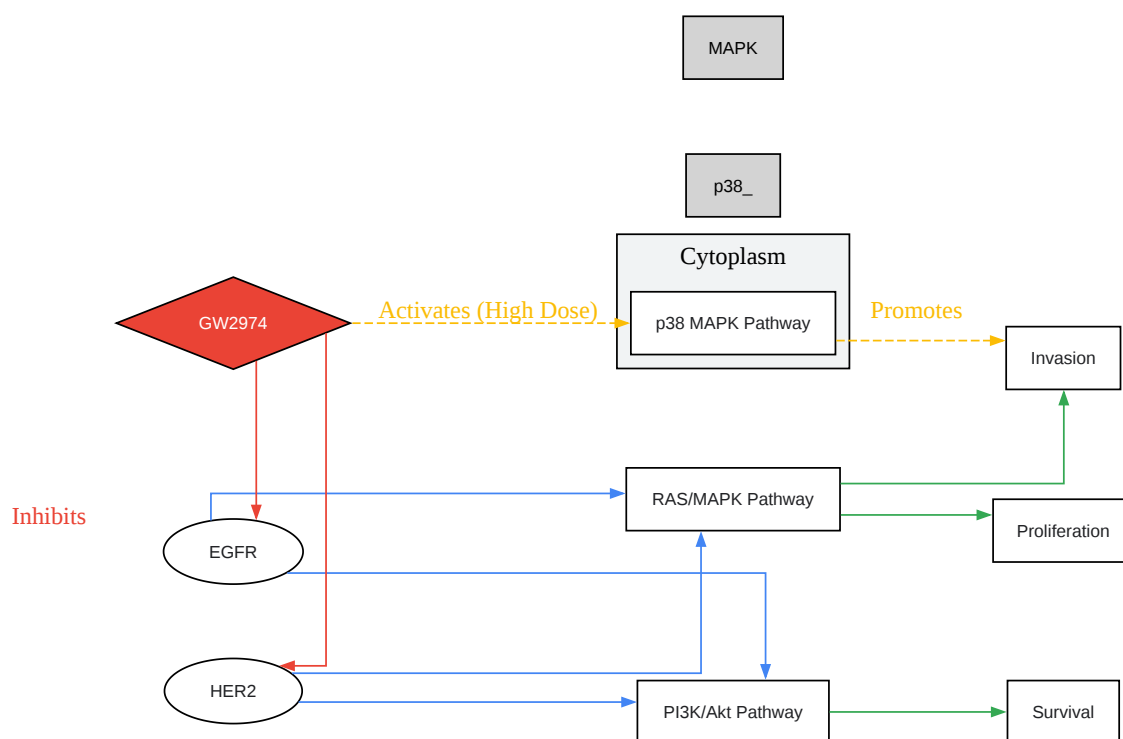 MAPK
p38_
Cytoplasm
GW2974
Activates (High Dose)
p38 MAPK Pathway
Promotes
Invasion
RAS/MAPK Pathway
Inhibits
Proliferation
EGFR
HER2
PI3K/Akt Pathway
Survival